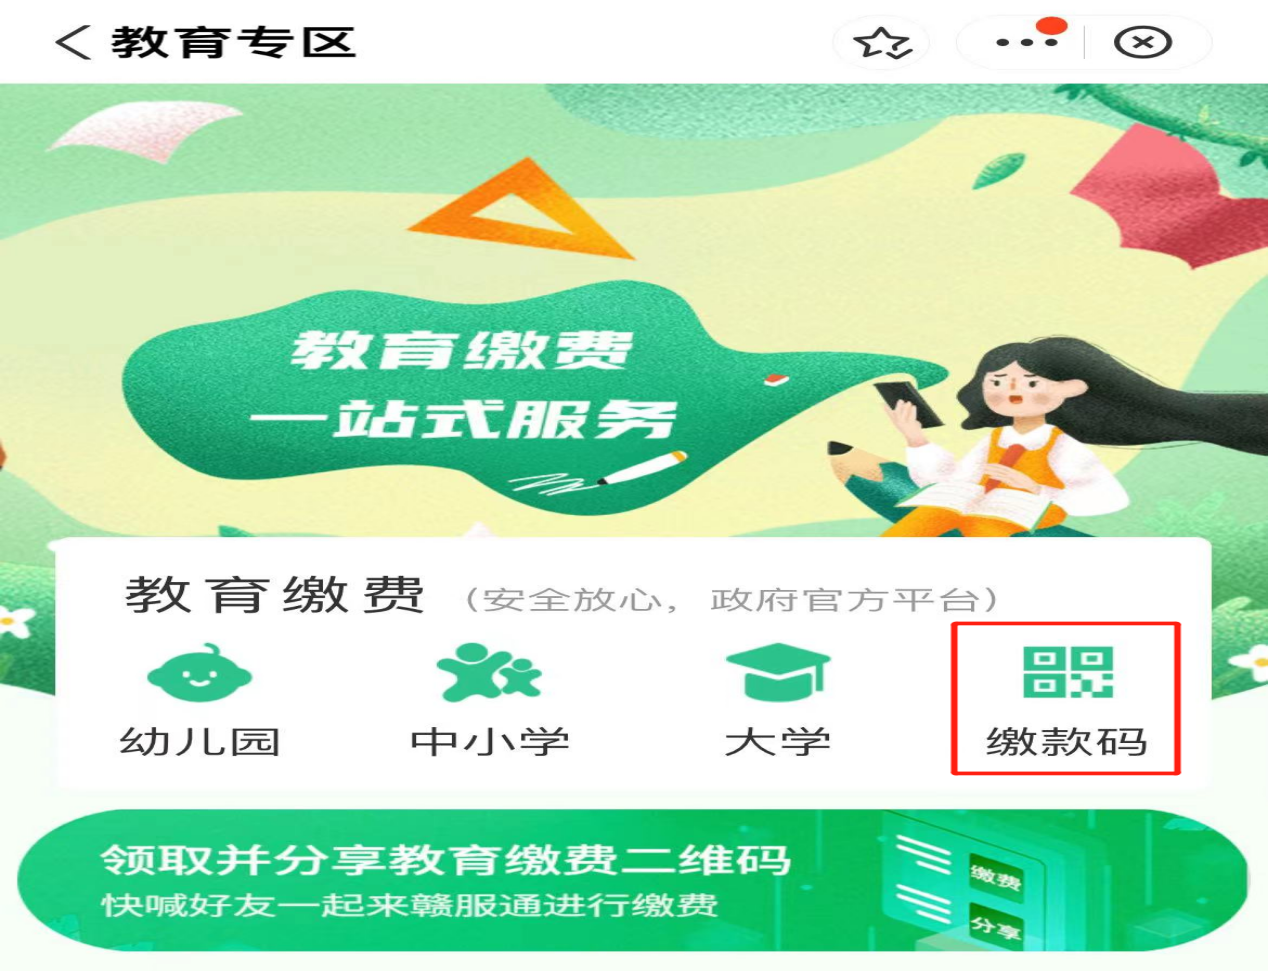 教育专区
教育缴费
一站式服务
教育缴费（安全放心，政府官方平台）
幼儿园 中小学 大学 缴款码
领取并分享教育缴费二维码
快喊好友一起来赣服通进行缴费
缴费
分享